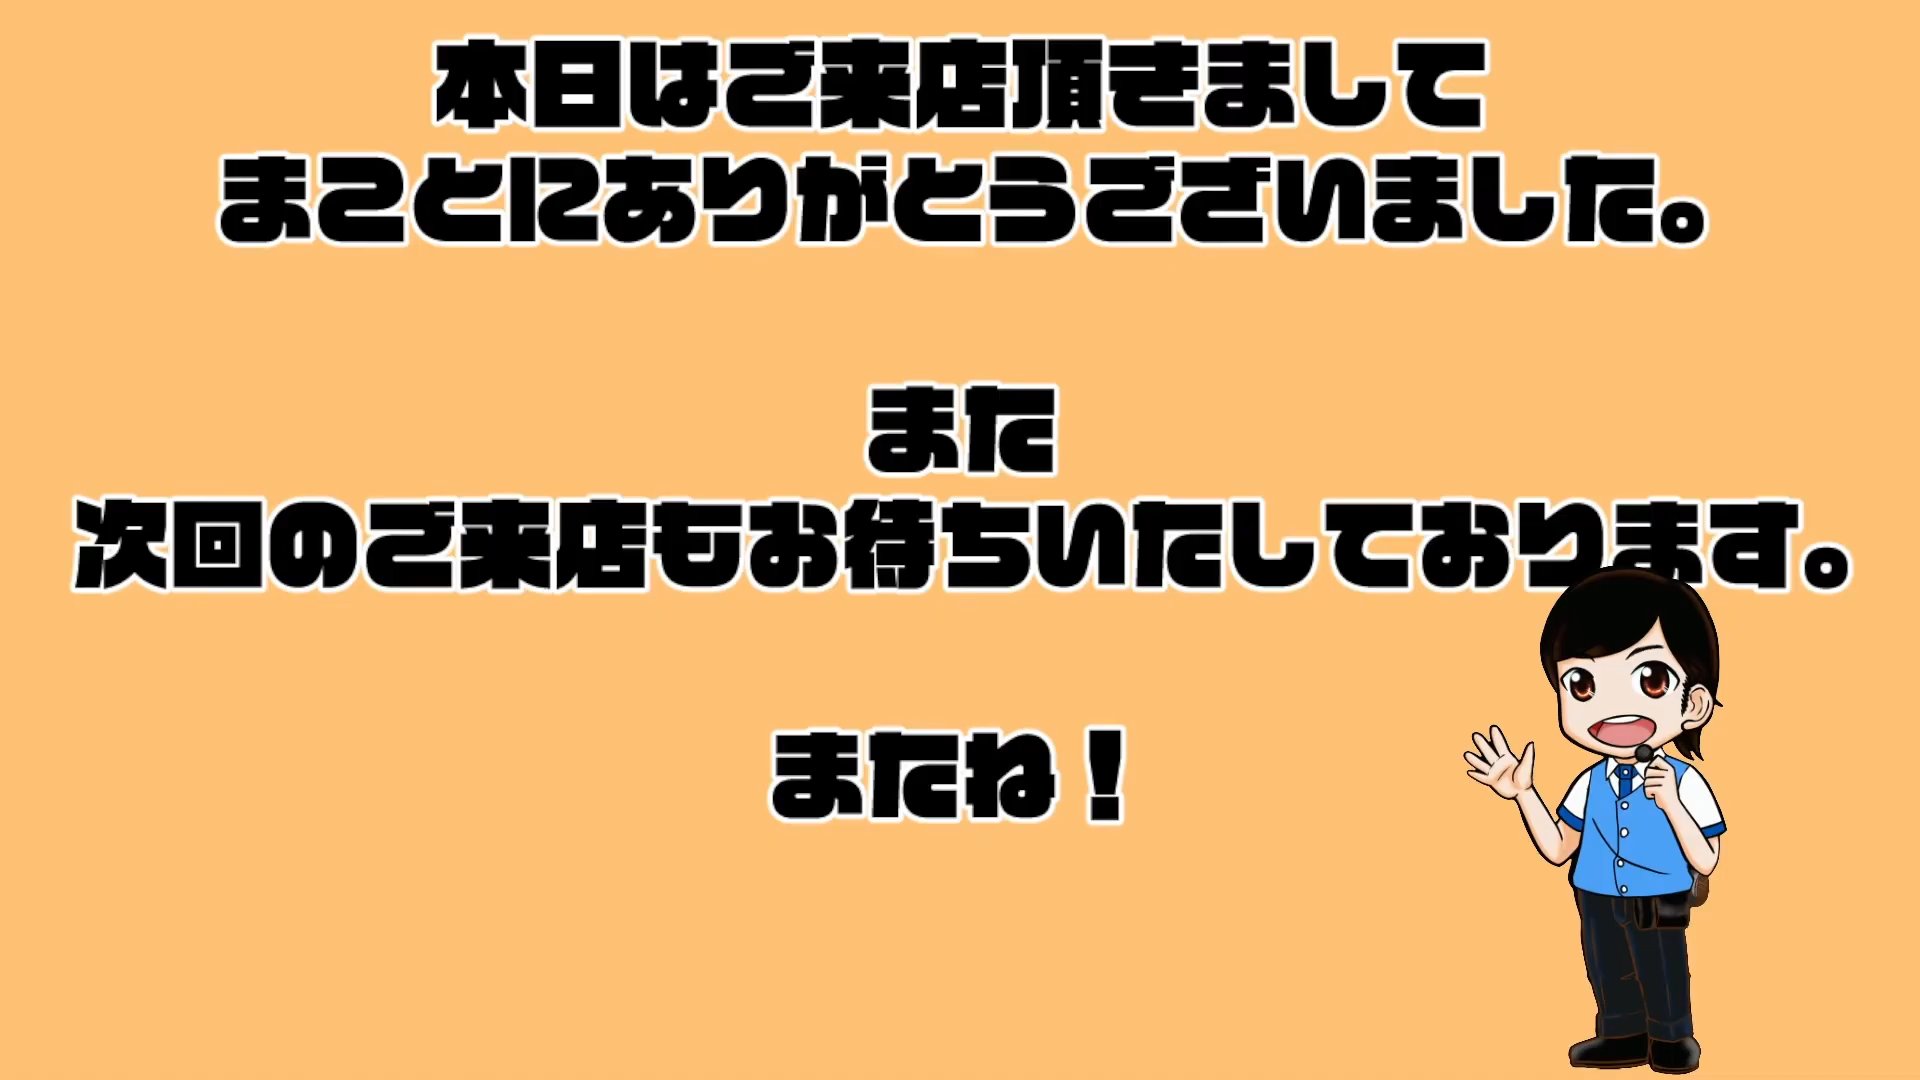 本日はご来店頂きまして
まことにありがとうございました。
また
次回のご来店もお待ちいたしております。
またね！